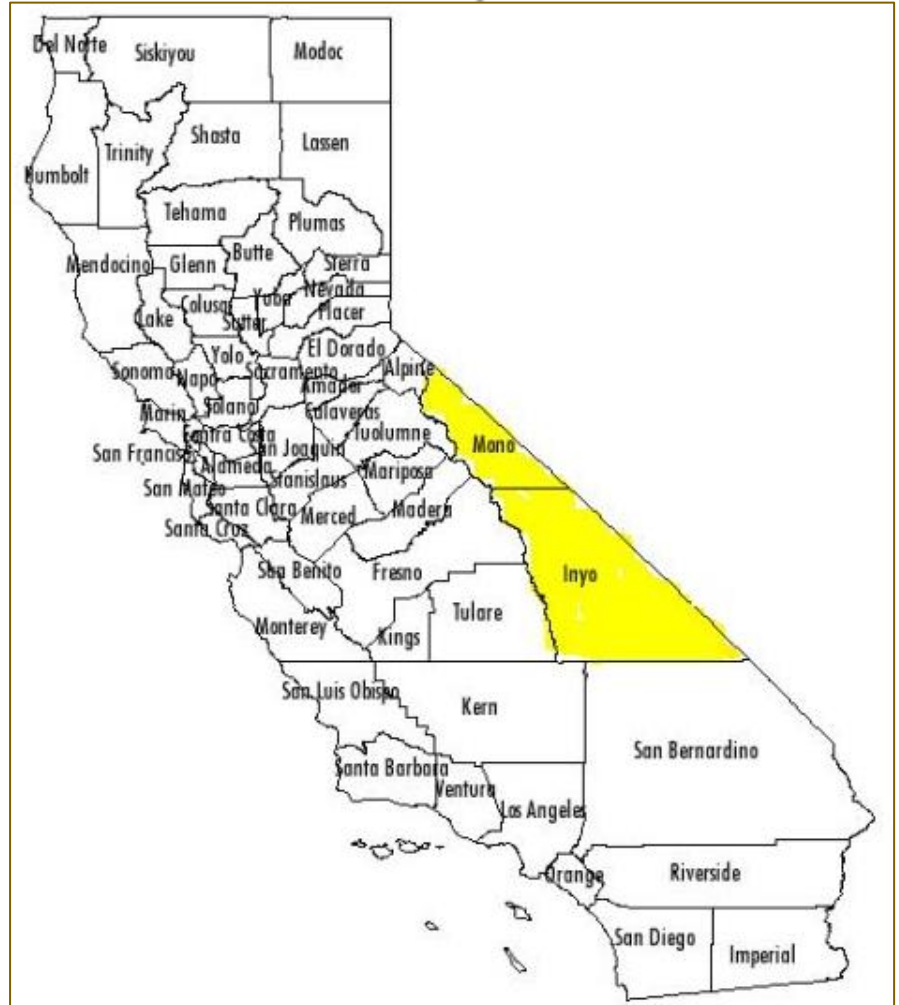 Del Norte
Siskiyou
Modoc
Shasta
Lassen
Trinity
Humbolt
Tehama
Plumas
Butte
Mendocino
Glenn
Sierra
Nevada
Yuba
Colusa
Placer
Lake
Sutter
El Dorado
Yolo
Sonoma
Napa
Sacramento
Alpine
Amador
Solano
Marin
Calaveras
Contra Costa
Tuolumne
Mono
San Joaquin
San Francisco
Alameda
Mariposa
Stanislaus
San Mateo
Santa Clara
Merced
Madera
Santa Cruz
San Benito
Fresno
Inyo
Tulare
Monterey
Kings
San Luis Obispo
Kern
San Bernardino
Santa Barbara
Ventura
Los Angeles
Orange
Riverside
San Diego
Imperial